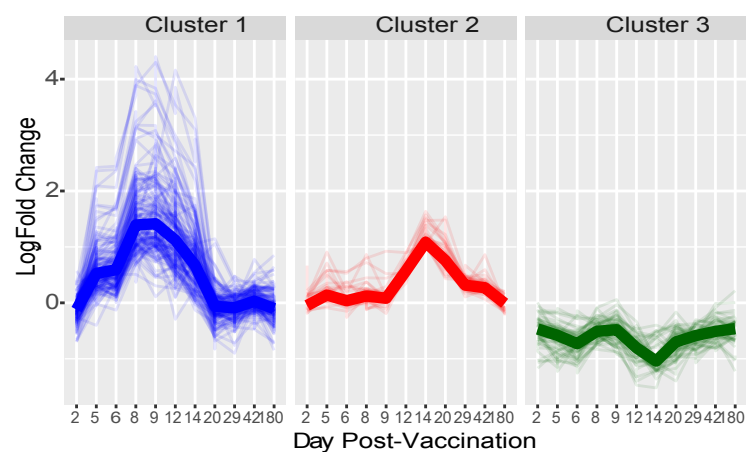 Cluster 1 Cluster 2 Cluster 3
4
2
0
LogFold Change
2 5 6 8 9 12 14 20 29 42 180 2 5 6 8 9 12 14 20 29 42 180 2 5 6 8 9 12 14 20 29 42 180
Day Post-Vaccination